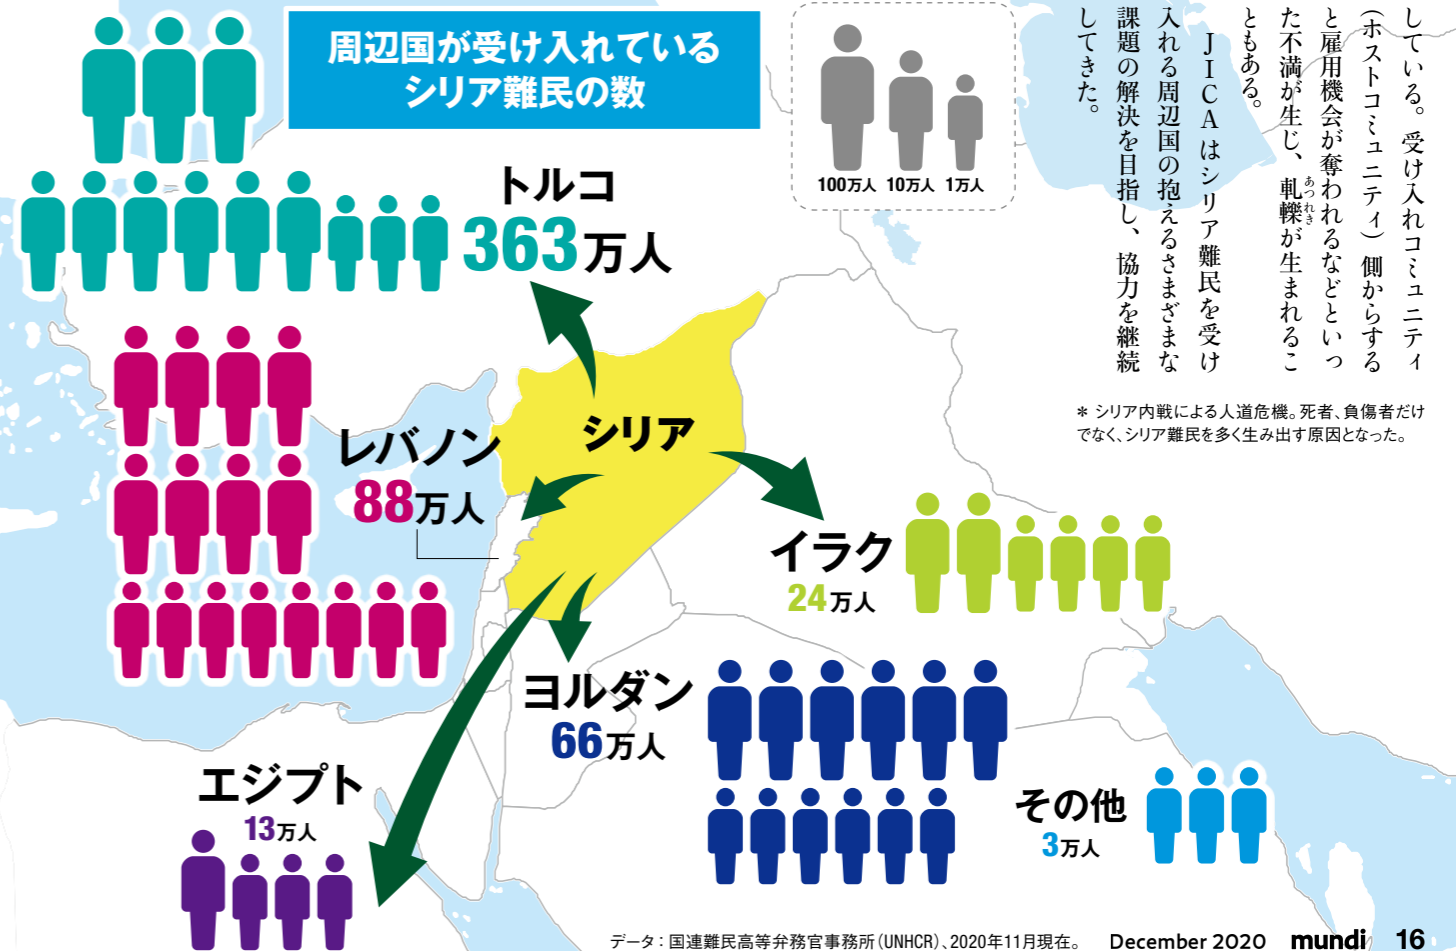 している。受け入れコミュニティ
（ホストコミュニティ）側からする
と雇用機会が奪われるなどといっ
た不満が生じ、軋轢が生まれるこ
あつれき
ともある。
JICAはシリア難民を受け
入れる周辺国の抱えるさまざまな
課題の解決を目指し、協力を継続
してきた。
＊ シリア内戦による人道危機。死者、負傷者だけ
でなく、シリア難民を多く生み出す原因となった。
周辺国が受け入れている
シリア難民の数
100万人 10万人 1万人
トルコ
363万人
シリア
レバノン
88万人
イラク
24万人
ヨルダン
66万人
エジプト
13万人
その他
3万人
データ：国連難民高等弁務官事務所（UNHCR）、2020年11月現在。
December 2020 mundi 16